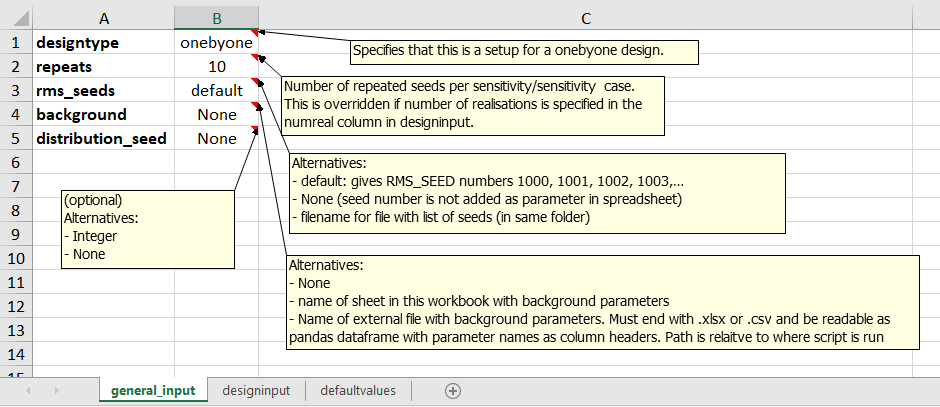 A B C
1 designtype onebyone
2 repeats 10
3 rms_seeds default
4 background None
5 distribution_seed None
6
7
8
9
10
11
12
13
14
15
Specifies that this is a setup for a onebyone design.
Number of repeated seeds per sensitivity/sensitivity case.
This is overridden if number of realisations is specified in the
numreal column in designinput.
Alternatives:
- default: gives RMS_SEED numbers 1000, 1001, 1002, 1003,...
- None (seed number is not added as parameter in spreadsheet)
- filename for file with list of seeds (in same folder)
(optional)
Alternatives:
- Integer
- None
Alternatives:
- None
- name of sheet in this workbook with background parameters
- Name of external file with background parameters. Must end with .xlsx or .csv and be readable as
pandas dataframe with parameter names as column headers. Path is relaitve to where script is run
general_input designinput defaultvalues